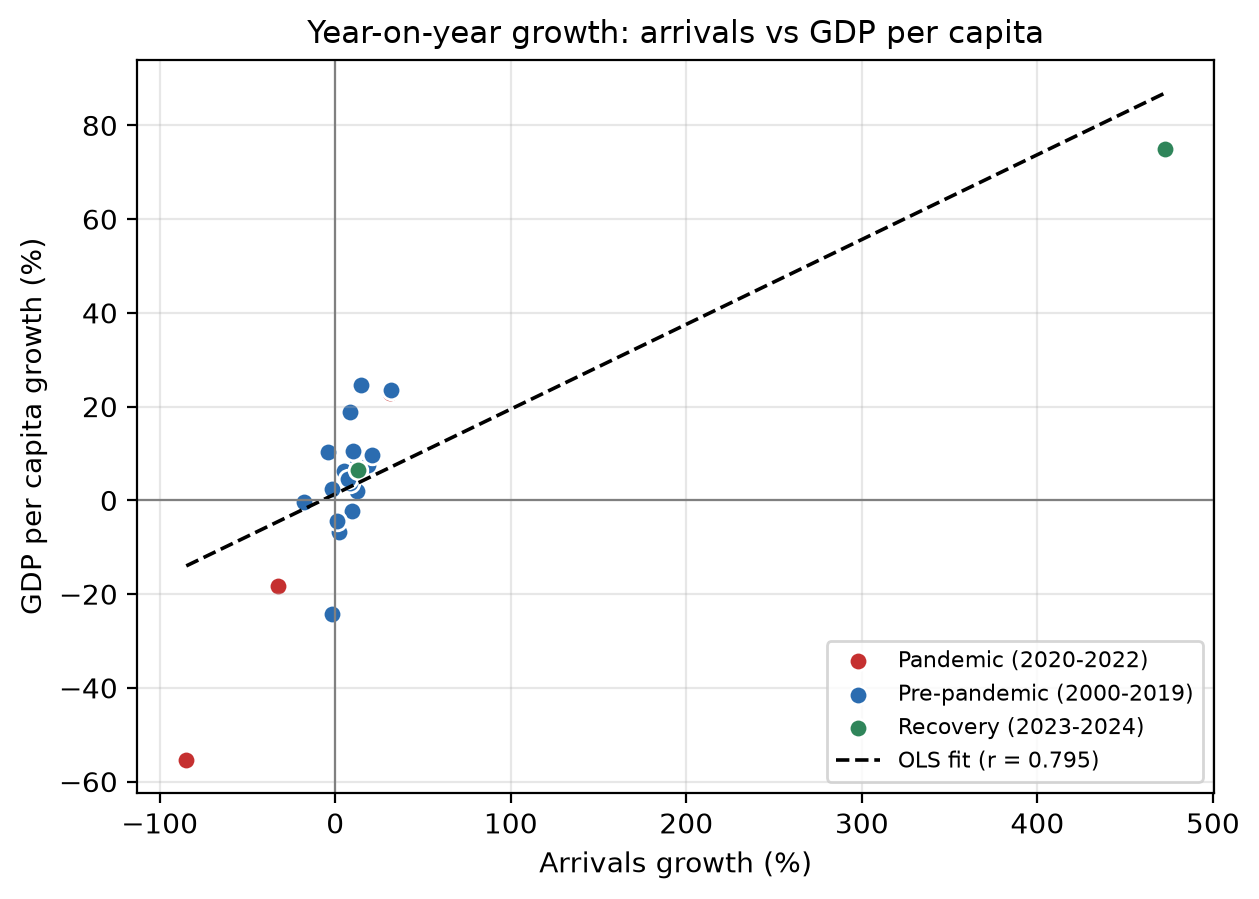 Year-on-year growth: arrivals vs GDP per capita
GDP per capita growth (%)
80
60
40
20
0
−20
−40
−60
−100
0
100
200
300
400
500
Arrivals growth (%)
Pandemic (2020-2022)
Pre-pandemic (2000-2019)
Recovery (2023-2024)
OLS fit (r = 0.795)